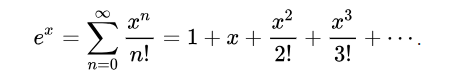 $e^x = \sum_{n=0}^{\infty} \frac{x^n}{n!} = 1 + x + \frac{x^2}{2!} + \frac{x^3}{3!} + \cdots.$